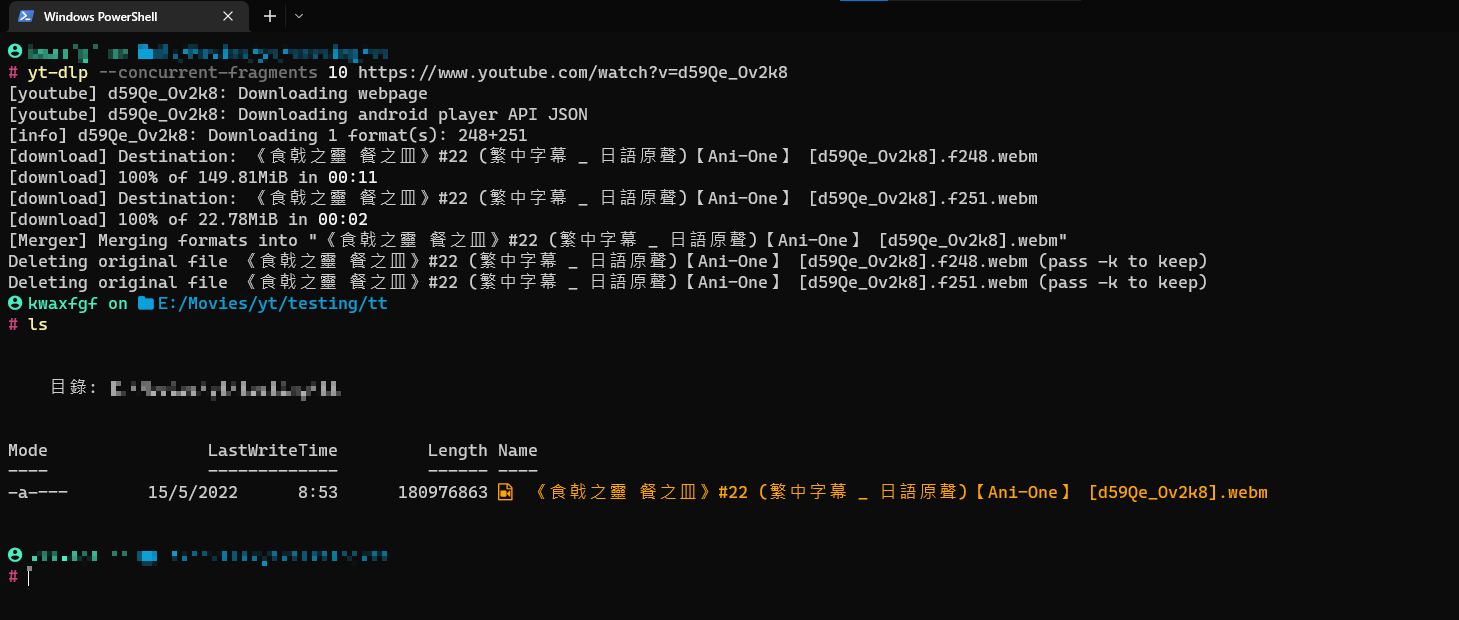 Windows PowerShell
# yt-dlp --concurrent-fragments 10 https://www.youtube.com/watch?v=d59Qe_Ov2k8
[youtube] d59Qe_Ov2k8: Downloading webpage
[youtube] d59Qe_Ov2k8: Downloading android player API JSON
[info] d59Qe_Ov2k8: Downloading 1 format(s): 248+251
[download] Destination: 《食戟之靈 餐之皿》#22 (繁中字幕 _ 日語原聲)【Ani-One】 [d59Qe_Ov2k8].f248.webm
[download] 100% of 149.81MiB in 00:11
[download] Destination: 《食戟之靈 餐之皿》#22 (繁中字幕 _ 日語原聲)【Ani-One】 [d59Qe_Ov2k8].f251.webm
[download] 100% of 22.78MiB in 00:02
[Merger] Merging formats into "《食戟之靈 餐之皿》#22 (繁中字幕 _ 日語原聲)【Ani-One】 [d59Qe_Ov2k8].webm"
Deleting original file 《食戟之靈 餐之皿》#22 (繁中字幕 _ 日語原聲)【Ani-One】 [d59Qe_Ov2k8].f248.webm (pass -k to keep)
Deleting original file 《食戟之靈 餐之皿》#22 (繁中字幕 _ 日語原聲)【Ani-One】 [d59Qe_Ov2k8].f251.webm (pass -k to keep)
kwaxfgf on E:/Movies/yt/testing/tt
# ls
目錄:
Mode LastWriteTime Length Name
---- ------------- ------ ----
-a---- 15/5/2022 8:53 180976863 《食戟之靈 餐之皿》#22 (繁中字幕 _ 日語原聲)【Ani-One】 [d59Qe_Ov2k8].webm
#